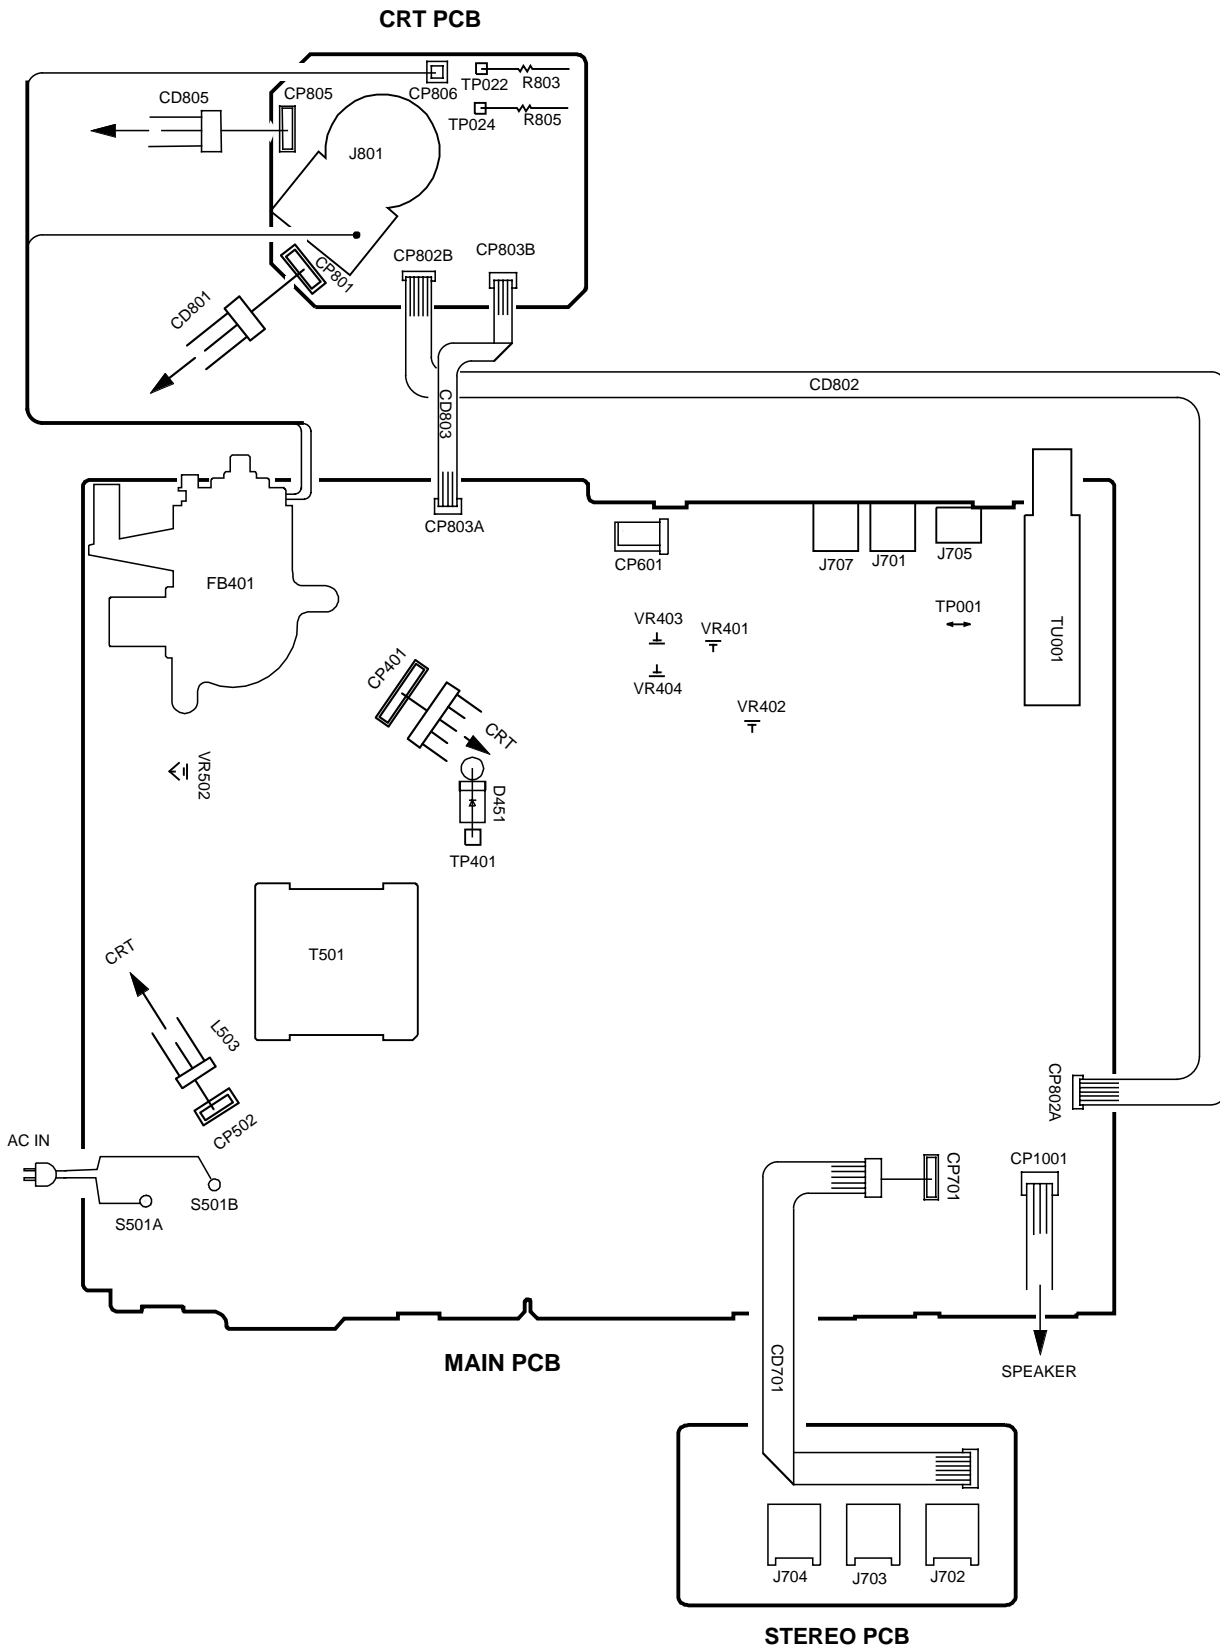 CRT PCB
CD805
CP805
CP806
TP022
R803
TP024
R805
J801
CP802B
CP803B
CP801
CD801
CD802
CD803
CP803A
CP601
J707
J701
J705
FB401
TP001
TU001
VR403
VR401
VR404
VR402
CP401
CRT
VR502
D451
TP401
T501
CRT
L503
CP502
CP802A
AC IN
S501A
S501B
CP701
CP1001
CD701
SPEAKER
MAIN PCB
J704
J703
J702
STEREO PCB